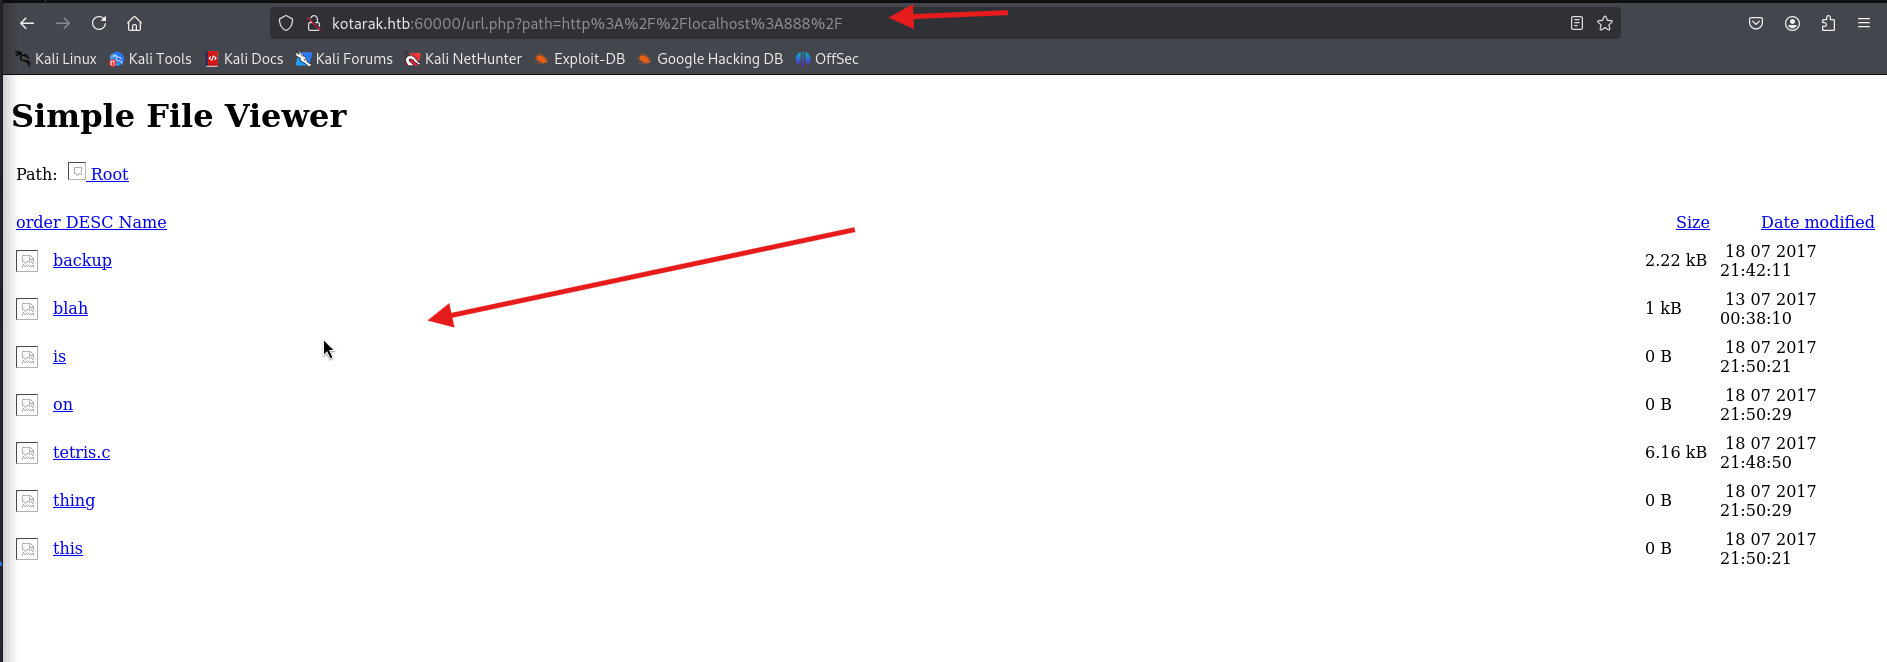 kotarak.htb:60000/url.php?path=http%3A%2F%2Flocalhost%3A888%2F
Kali Linux Kali Tools Kali Docs Kali Forums Kali NetHunter Exploit-DB Google Hacking DB OffSec
Simple File Viewer
Path: Root
order DESC Name Size Date modified
backup 2.22 kB 18 07 2017
21:42:11
blah 1 kB 13 07 2017
00:38:10
is 0 B 18 07 2017
21:50:21
on 0 B 18 07 2017
21:50:29
tetris.c 6.16 kB 18 07 2017
21:48:50
thing 0 B 18 07 2017
21:50:29
this 0 B 18 07 2017
21:50:21